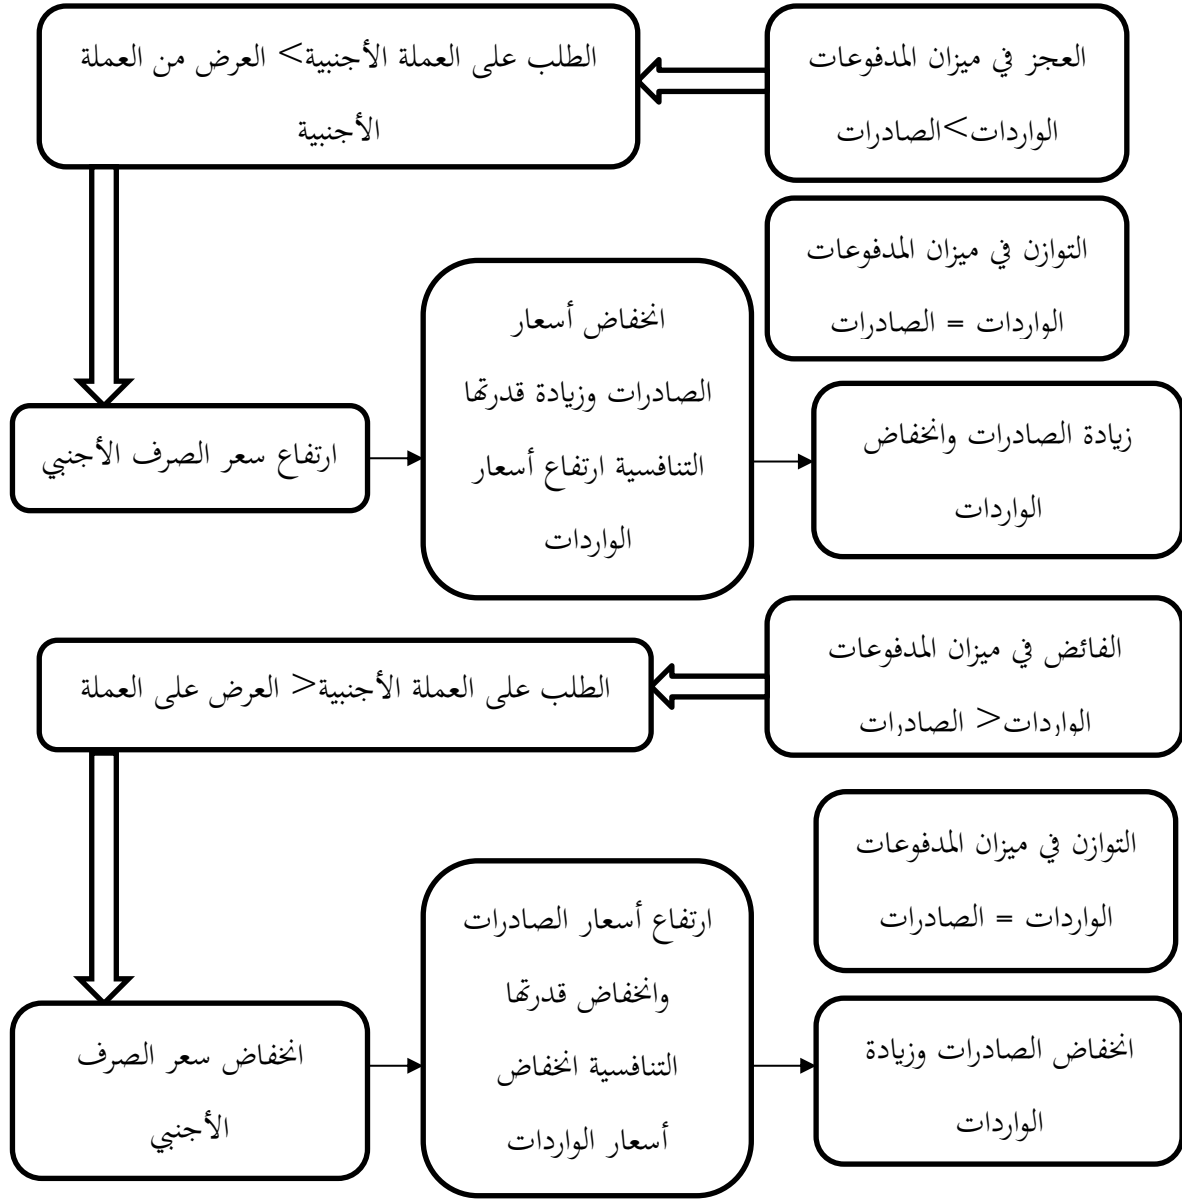 العجز في ميزان المدفوعات
الواردات>الصادرات
الطلب على العملة الأجنبية> العرض من العملة
الأجنبية
التوازن في ميزان المدفوعات
الواردات = الصادرات
ارتفاع سعر الصرف الأجنبي
انخفاض أسعار
الصادرات وزيادة قدرتها
التنافسية ارتفاع أسعار
الواردات
زيادة الصادرات وانخفاض
الواردات
الفائض في ميزان المدفوعات
الواردات< الصادرات
الطلب على العملة الأجنبية< العرض على العملة
التوازن في ميزان المدفوعات
الواردات = الصادرات
انخفاض سعر الصرف
الأجنبي
ارتفاع أسعار الصادرات
وانخفاض قدرتها
التنافسية انخفاض
أسعار الواردات
انخفاض الصادرات وزيادة
الواردات